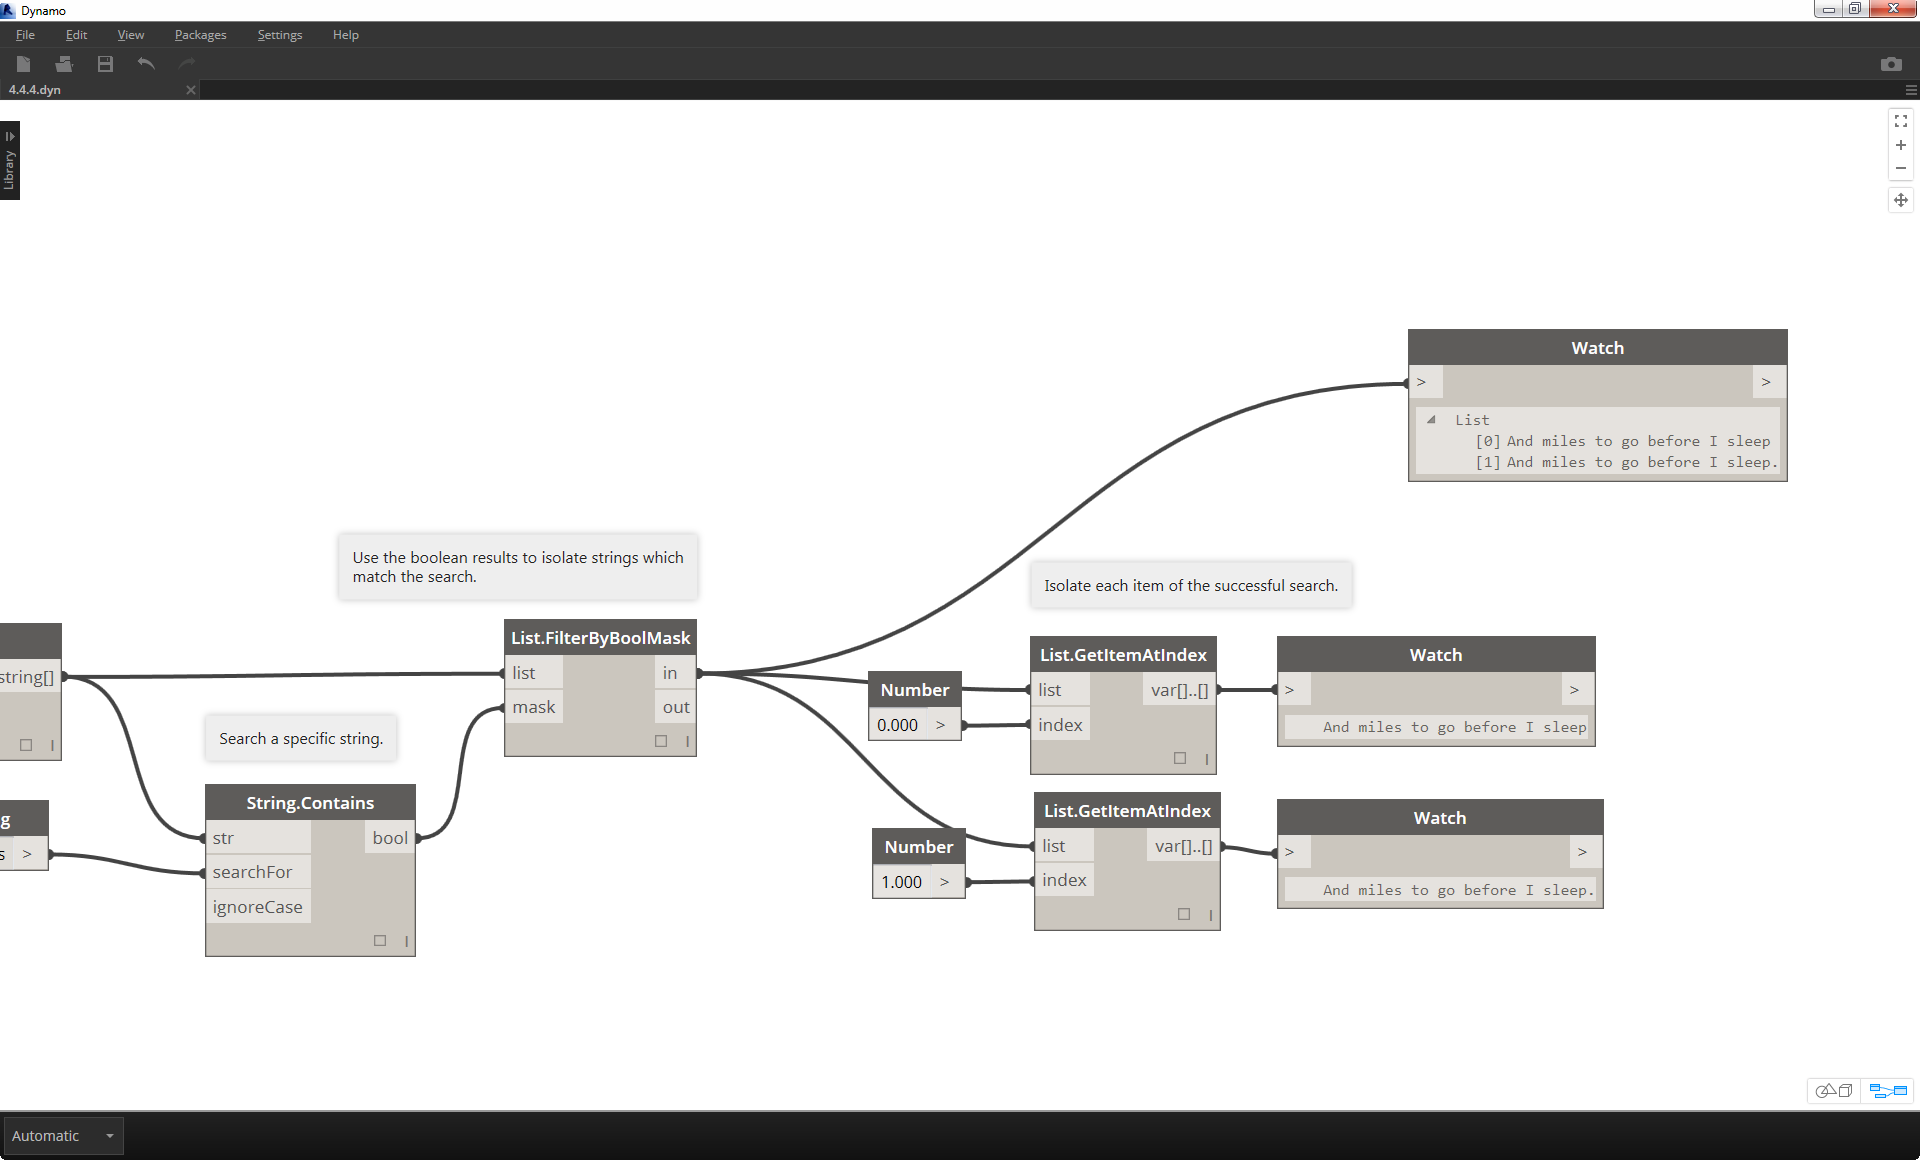 Dynamo
File Edit View Packages Settings Help
4.4.4.dyn
Library
Watch
> >
List
[0] And miles to go before I sleep
[1] And miles to go before I sleep.
Use the boolean results to isolate strings which
match the search.
Isolate each item of the successful search.
string[]
List.FilterByBoolMask
list in
mask out
Search a specific string.
String.Contains
str bool
searchFor
ignoreCase
g
s >
Number
0.000 >
List.GetItemAtIndex
list var[]..[]
index
Watch
> >
And miles to go before I sleep
Number
1.000 >
List.GetItemAtIndex
list var[]..[]
index
Watch
> >
And miles to go before I sleep.
Automatic